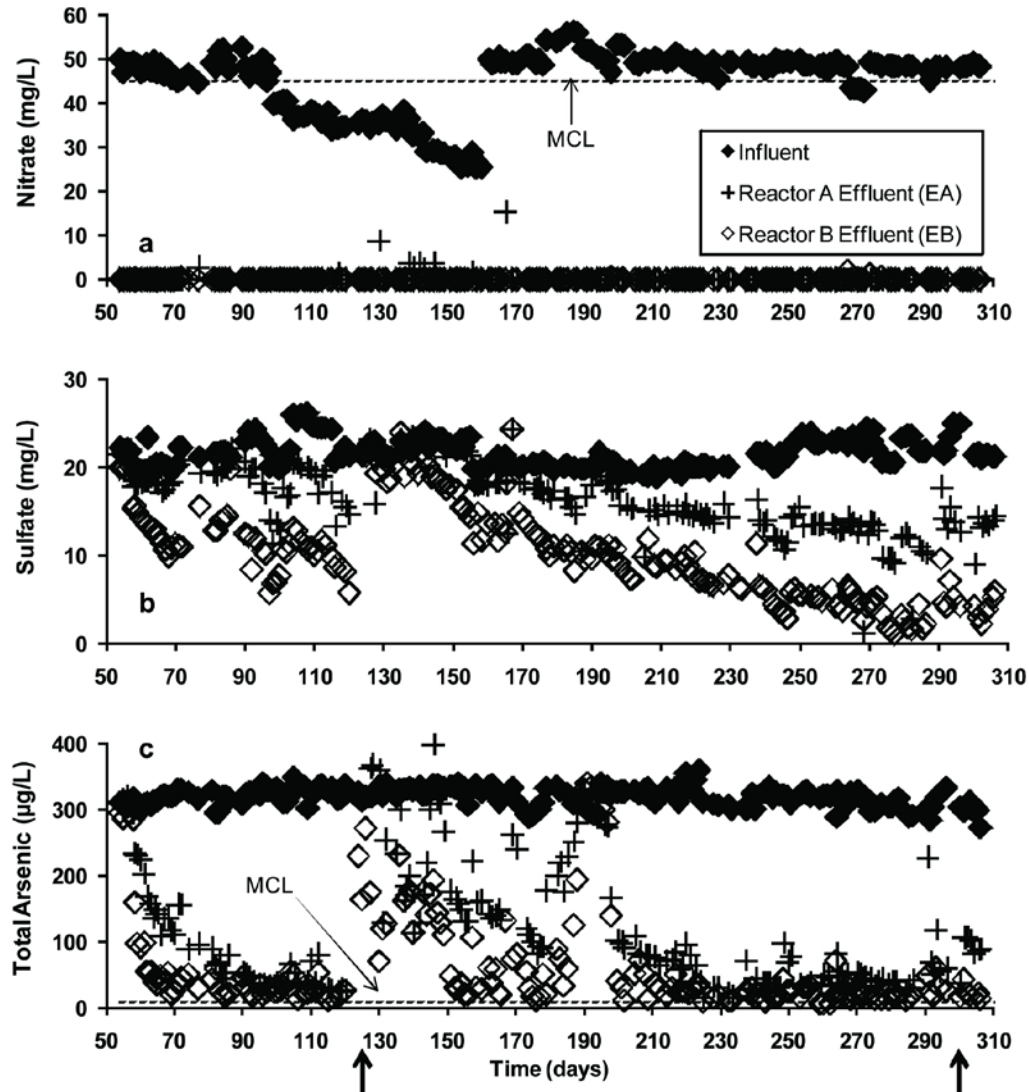 60
50
40
30
20
10
0
Nitrate (mg/L)
MCL
Influent
Reactor A Effluent (EA)
Reactor B Effluent (EB)
a
50 70 90 110 130 150 170 190 210 230 250 270 290 310
30
20
10
0
Sulfate (mg/L)
b
50 70 90 110 130 150 170 190 210 230 250 270 290 310
400
300
200
100
0
Total Arsenic (µg/L)
c
MCL
50 70 90 110 130 150 170 190 210 230 250 270 290 310
Time (days)